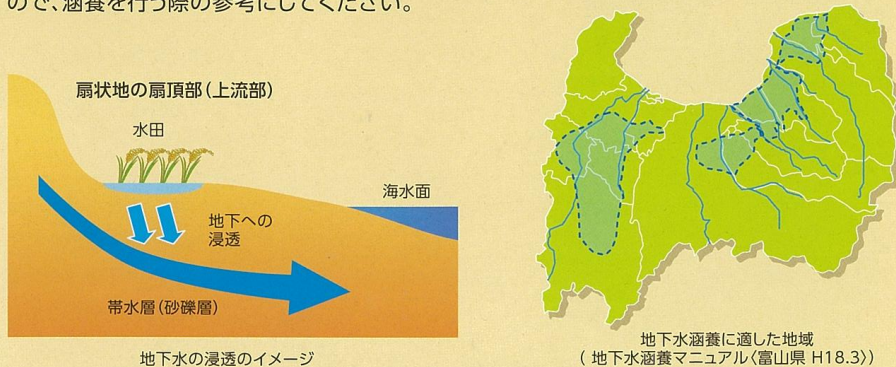 ので、涵養を行う際の参考にしてください。
扇状地の扇頂部(上流部)
水田
海水面
地下への
浸透
帯水層(砂礫層)
地下水の浸透のイメージ
地下水涵養に適した地域
( 地下水涵養マニュアル〈富山県 H18.3〉)